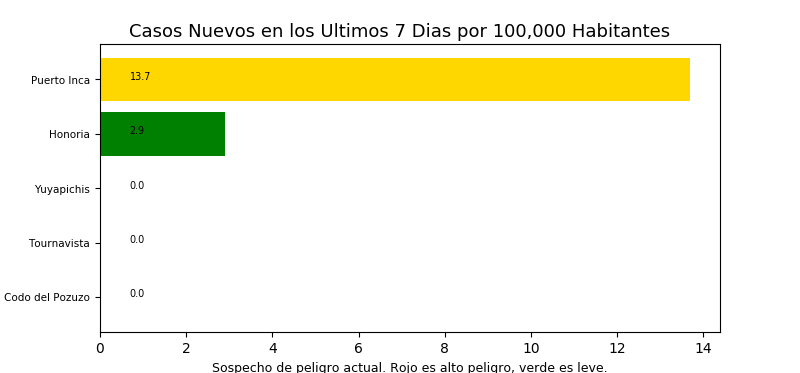 Casos Nuevos en los Ultimos 7 Dias por 100,000 Habitantes
Puerto Inca 13.7
Honoria 2.9
Yuyapichis 0.0
Tournavista 0.0
Codo del Pozuzo 0.0
0 2 4 6 8 10 12 14
Sospecho de peligro actual. Rojo es alto peligro, verde es leve.